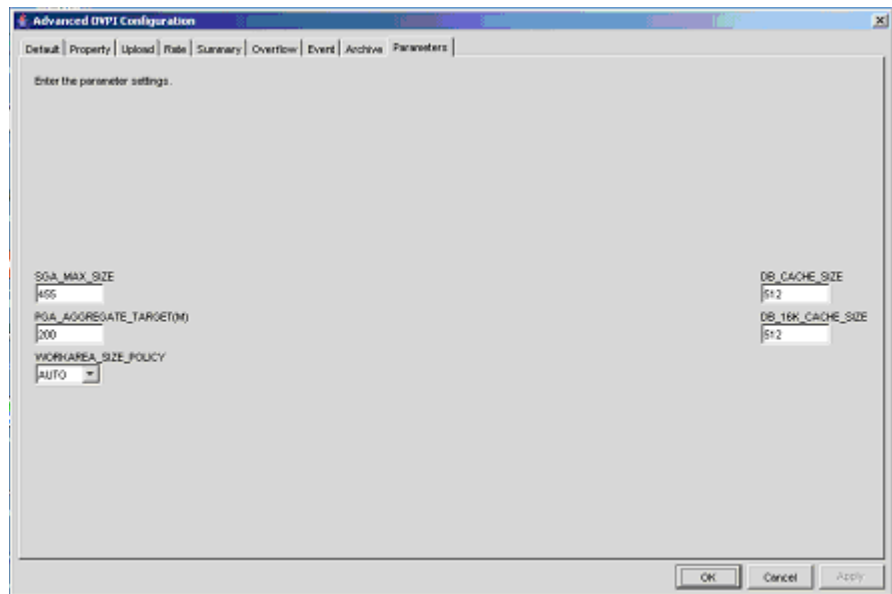 Advanced OVPI Configuration
Default Property Upload Rate Summary Overflow Event Archive Parameters
Enter the parameter settings.
SGA_MAX_SIZE
455
DB_CACHE_SIZE
512
PGA_AGGREGATE_TARGET(M)
200
DB_16K_CACHE_SIZE
512
WORKAREA_SIZE_POLICY
AUTO
OK Cancel Apply